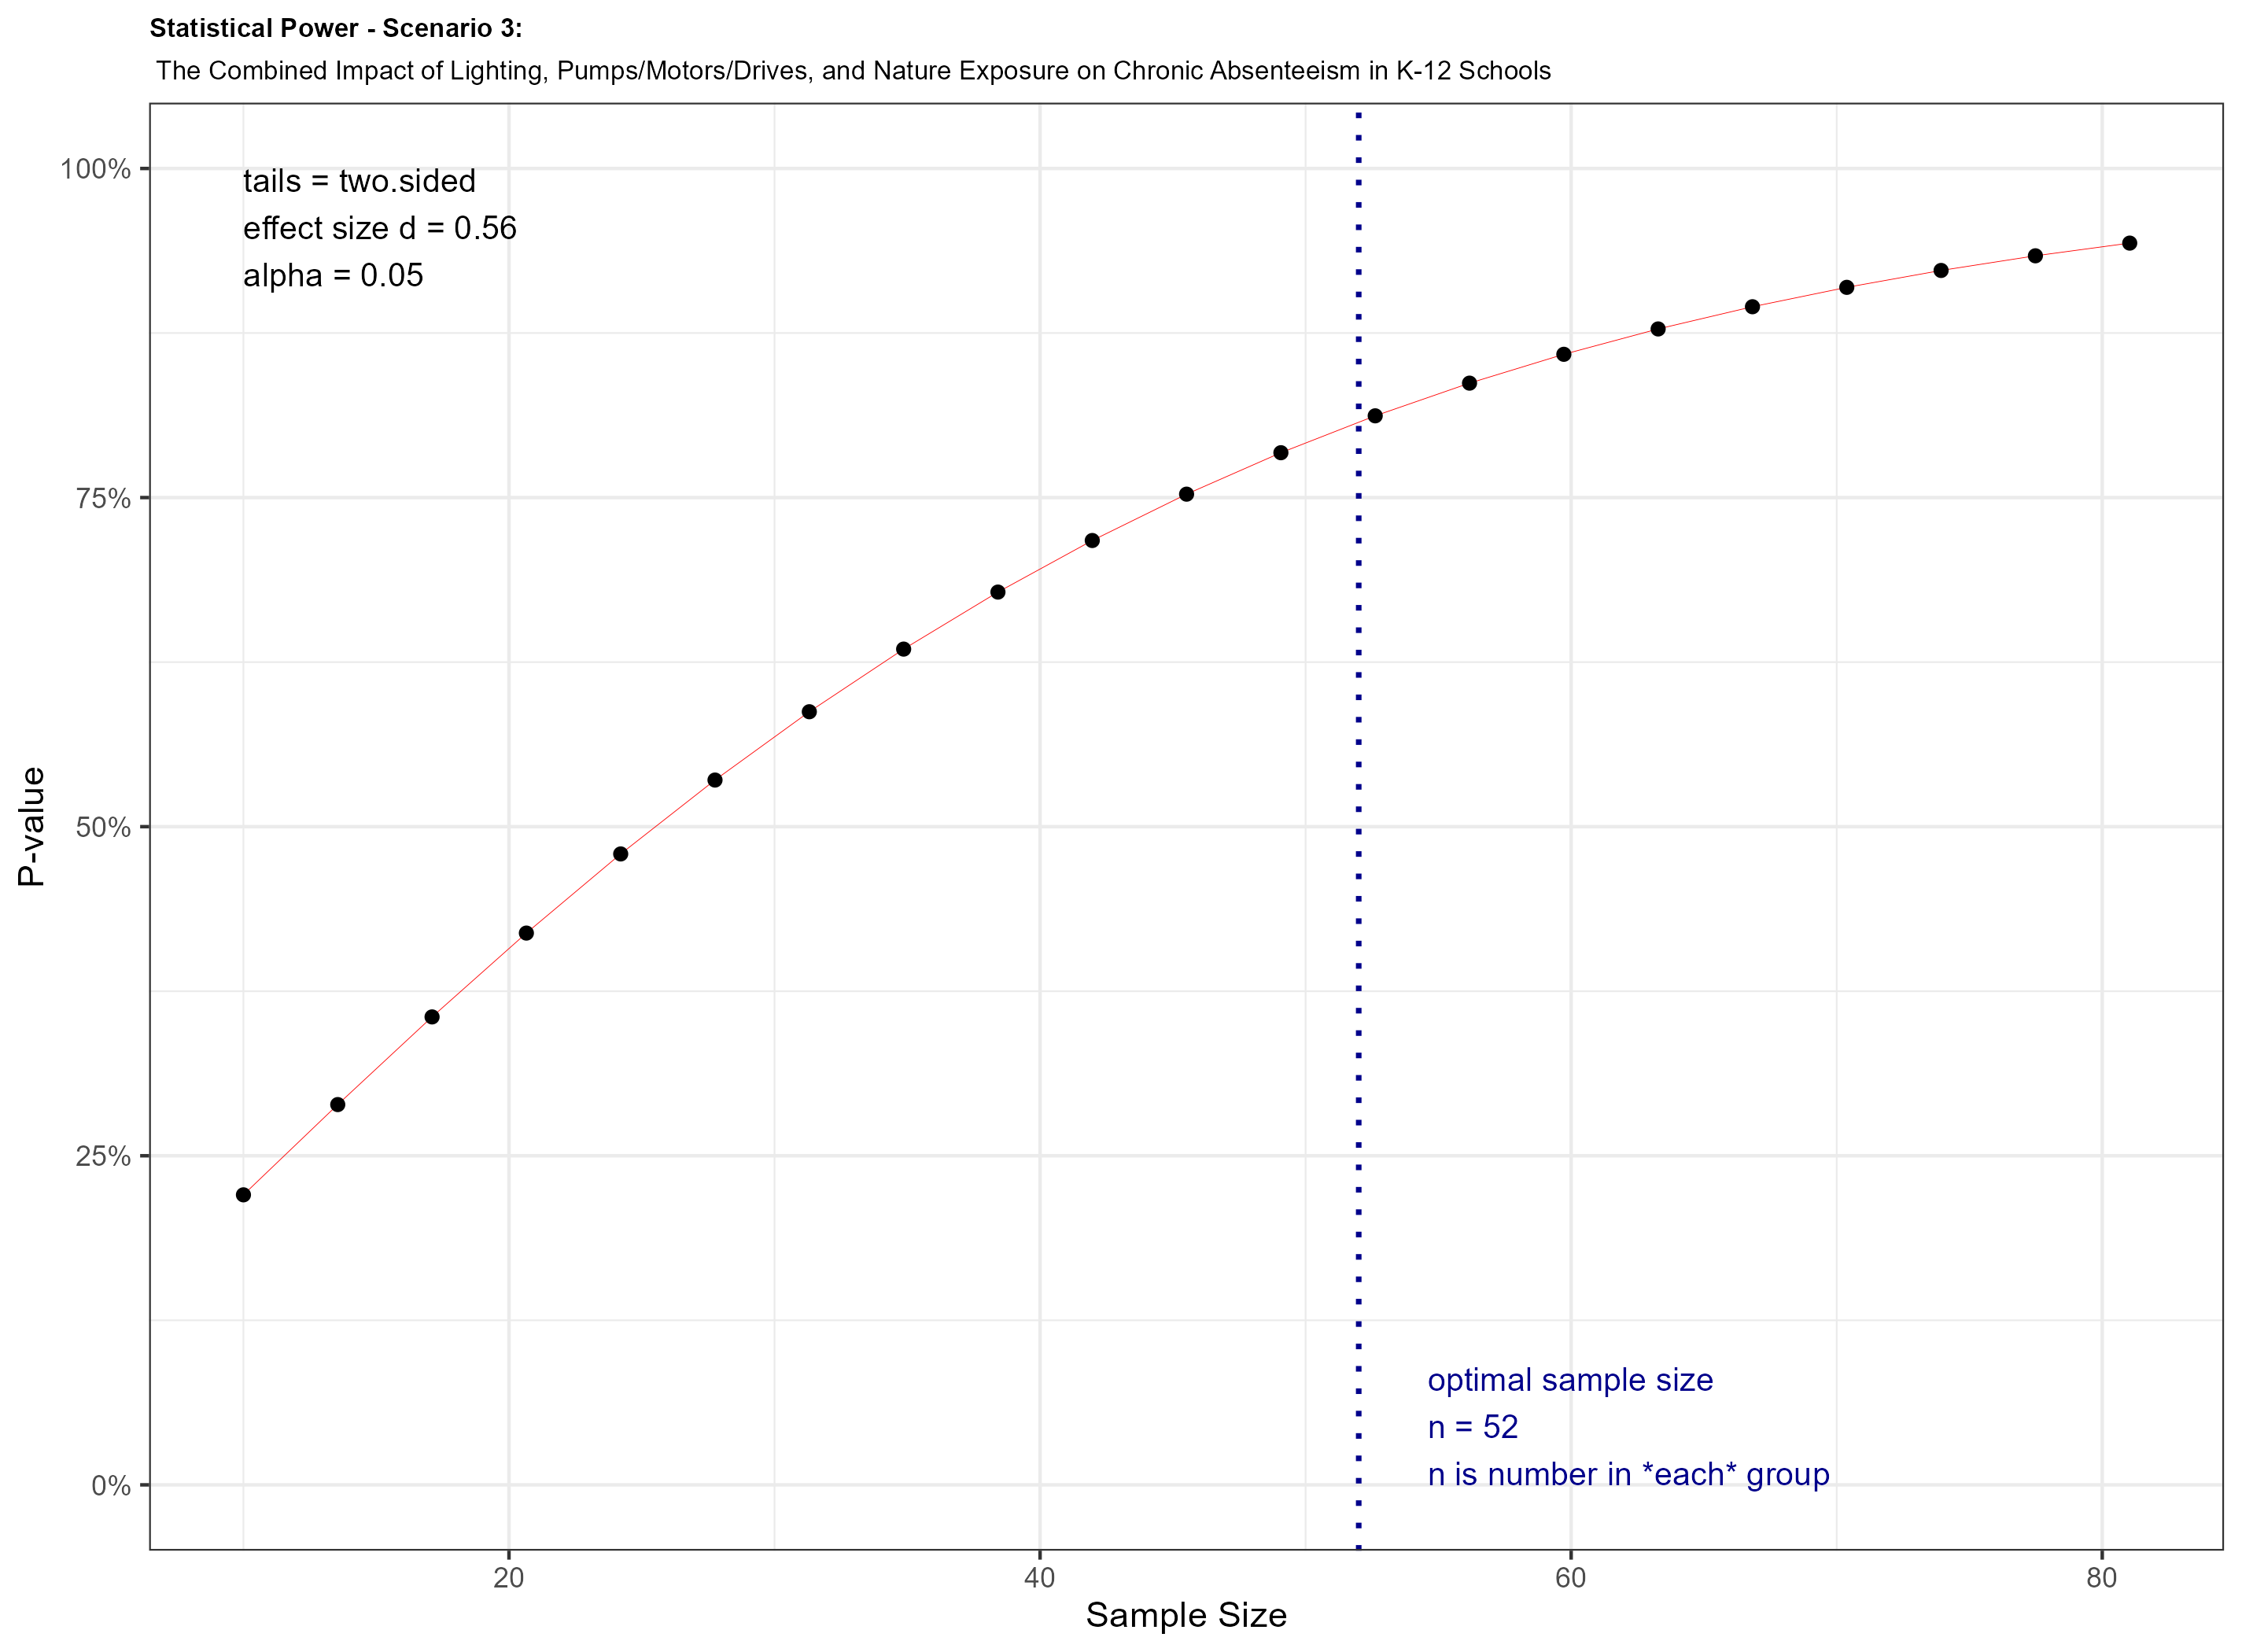 Statistical Power - Scenario 3:
The Combined Impact of Lighting, Pumps/Motors/Drives, and Nature Exposure on Chronic Absenteeism in K-12 Schools
tails = two.sided
effect size d = 0.56
alpha = 0.05
P-value
100%
75%
50%
25%
0%
optimal sample size
n = 52
n is number in *each* group
20
40
60
80
Sample Size